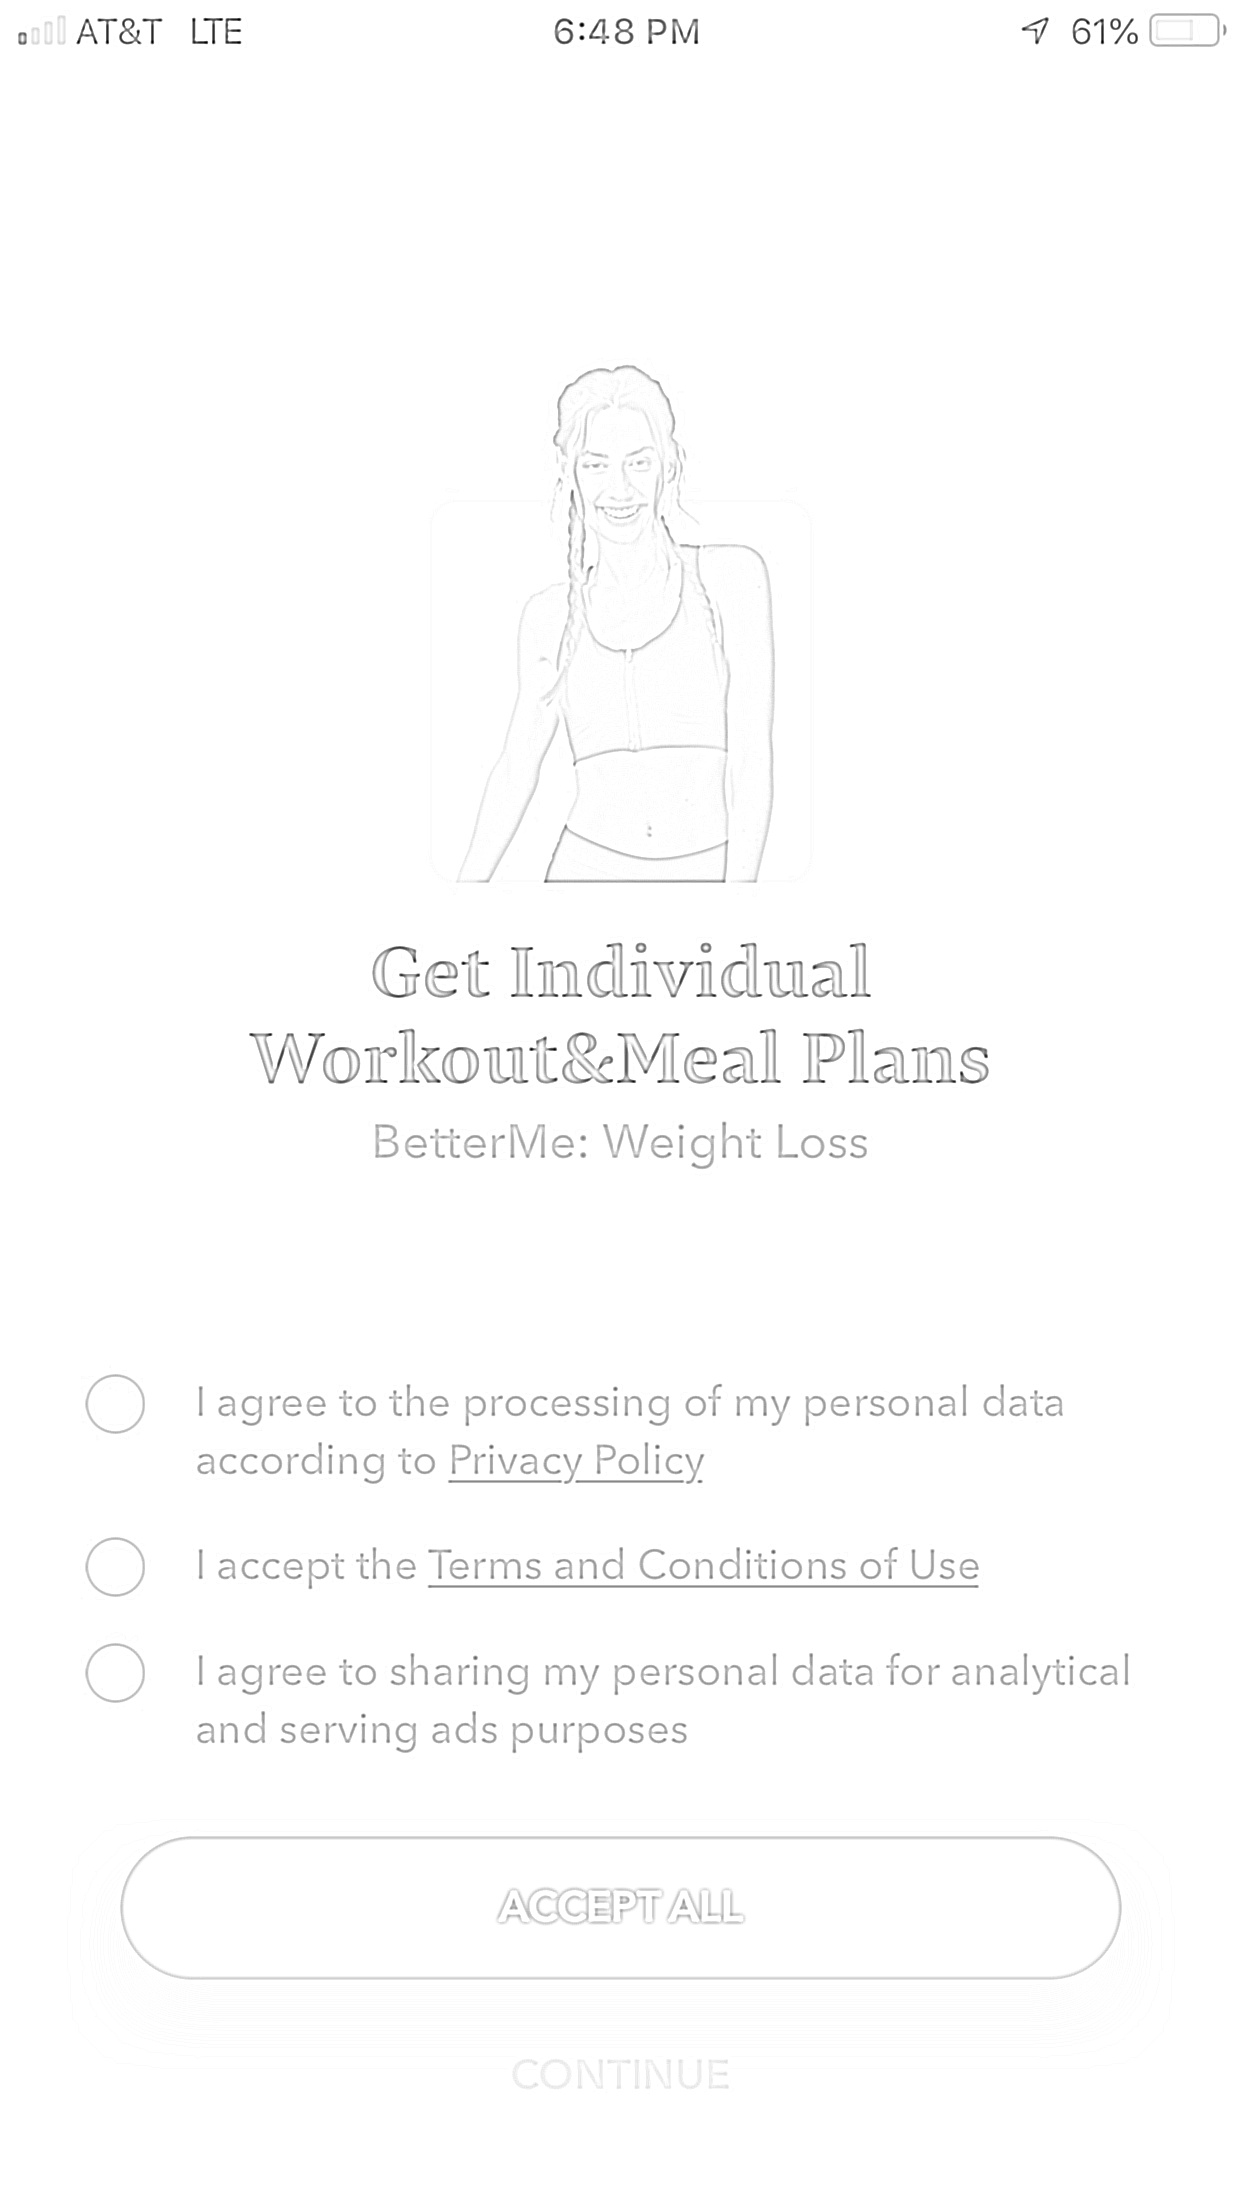 AT&T LTE 6:48 PM 61%
Get Individual
Workout&Meal Plans
BetterMe: Weight Loss
I agree to the processing of my personal data
according to Privacy Policy
I accept the Terms and Conditions of Use
I agree to sharing my personal data for analytical
and serving ads purposes
ACCEPT ALL
CONTINUE